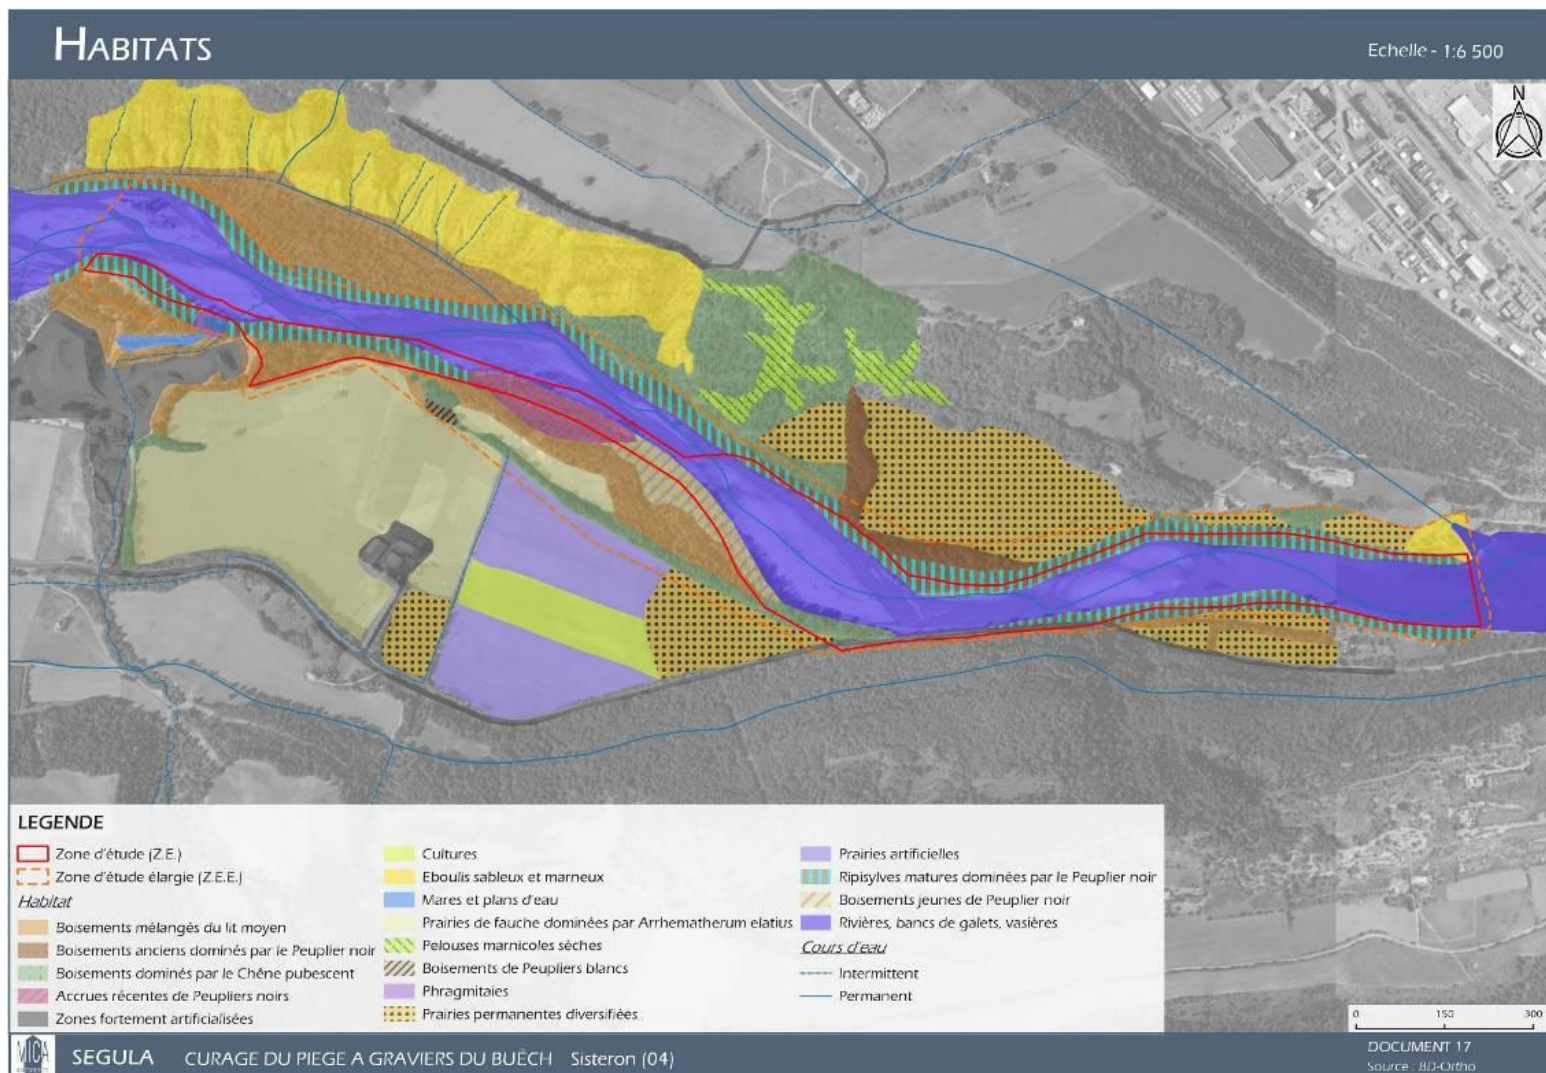 HABITATS
Echelle - 1:6 500
N
LEGENDE
Zone d'étude (Z.E.)
Zone d'étude élargie (Z.E.E.)
Habitat
Boisements mélangés du lit moyen
Boisements anciens dominés par le Peuplier noir
Boisements dominés par le Chêne pubescent
Accrues récentes de Peupliers noirs
Zones fortement artificialisées
Cultures
Eboulis sableux et marneux
Mares et plans d'eau
Prairies de fauche dominées par Arrhematherum elatius
Pelouses marnicoles sèches
Boisements de Peupliers blancs
Phragmitaies
Prairies permanentes diversifiées
Prairies artificielles
Ripisylves matures dominées par le Peuplier noir
Boisements jeunes de Peuplier noir
Rivières, bancs de galets, vasières
Cours d'eau
Intermittent
Permanent
0 150 300
MICA
SEGULA CURAGE DU PIEGE A GRAVIERS DU BUËCH Sisteron (04)
DOCUMENT 17
Source : BD-Ortho